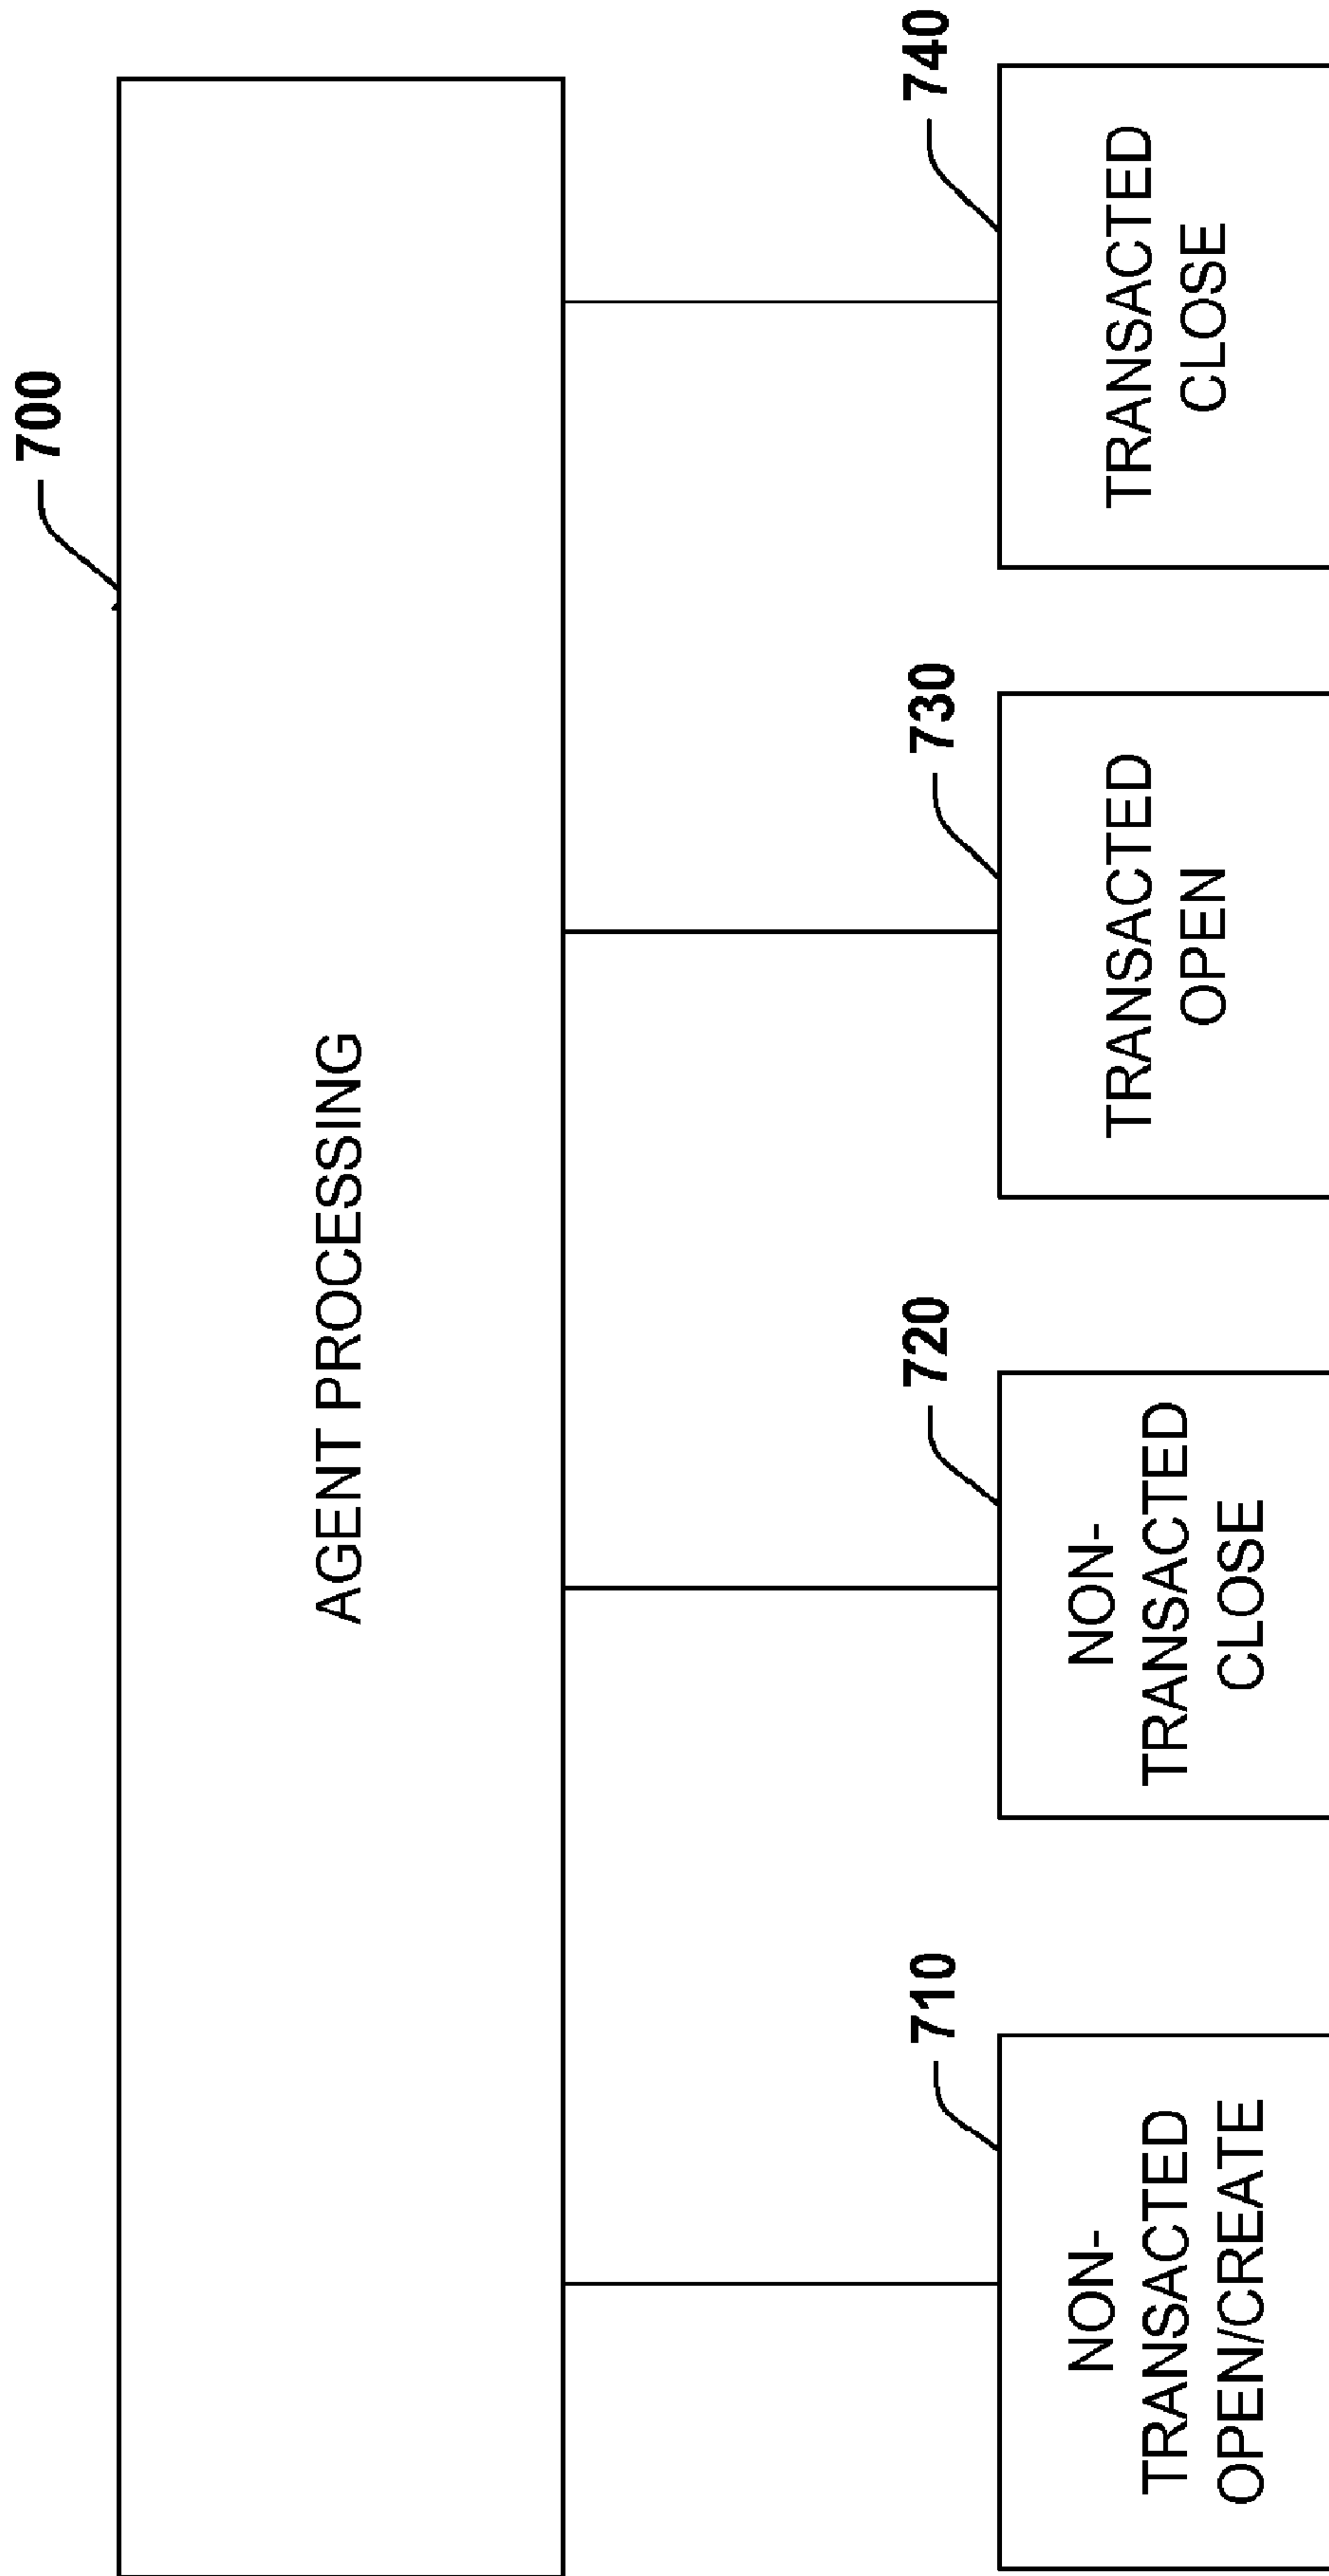 700
AGENT PROCESSING
710
720
730
740
NON-
TRANSACTED
OPEN/CREATE
NON-
TRANSACTED
CLOSE
TRANSACTED
OPEN
TRANSACTED
CLOSE